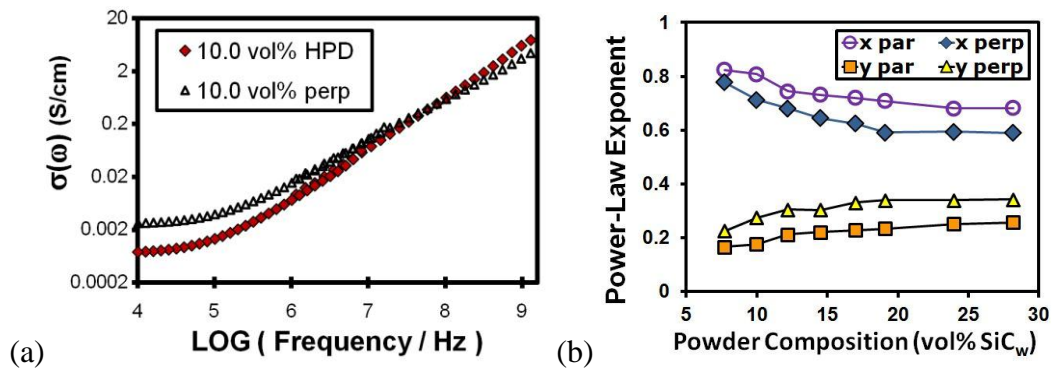 20
2
0.2
0.02
0.002
0.0002
σ(ω) (S/cm)
10.0 vol% HPD
10.0 vol% perp
4 5 6 7 8 9
LOG ( Frequency / Hz )
(a)
1
0.8
0.6
0.4
0.2
0
Power-Law Exponent
x par x perp
y par y perp
5 10 15 20 25 30
Powder Composition (vol% SiCw)
(b)